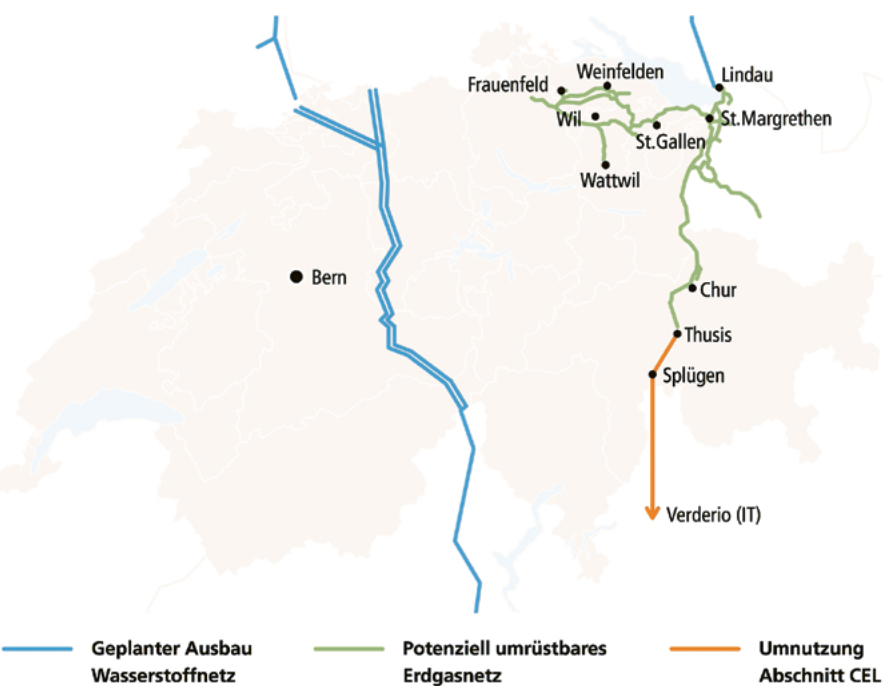 Lindau
Weinfelden
Frauenfeld
Wil
St.Margrethen
St.Gallen
Wattwil
Bern
Chur
Thusis
Splügen
Verderio (IT)
Geplanter Ausbau
Wasserstoffnetz
Potenziell umrüstbares
Erdgasnetz
Umnutzung
Abschnitt CEL